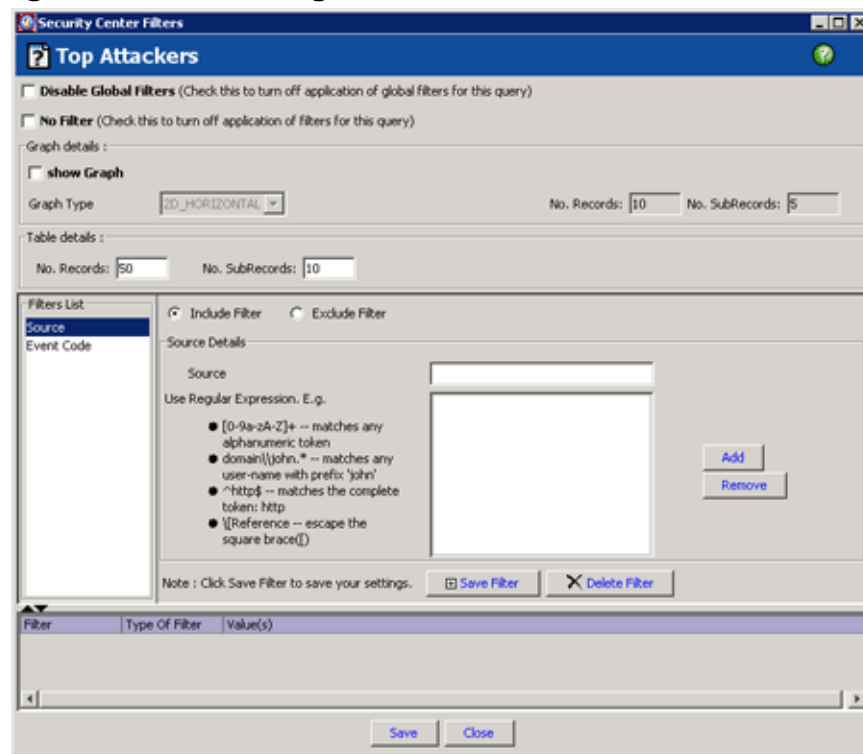 Security Center Filters
Top Attackers
Disable Global Filters (Check this to turn off application of global filters for this query)
No Filter (Check this to turn off application of filters for this query)
Graph details :
show Graph
Graph Type 2D_HORIZONTAL No. Records: 10 No. SubRecords: 5
Table details :
No. Records: 50 No. SubRecords: 10
Filters List
Source
Event Code
Include Filter Exclude Filter
Source Details
Source
Use Regular Expression. E.g.
[0-9a-zA-Z]+ -- matches any
alphanumeric token
domain\\john.* -- matches any
user-name with prefix 'john'
^http$ -- matches the complete
token: http
\[Reference -- escape the
square brace([)
Add
Remove
Note : Click Save Filter to save your settings. Save Filter Delete Filter
Filter Type Of Filter Value(s)
Save Close